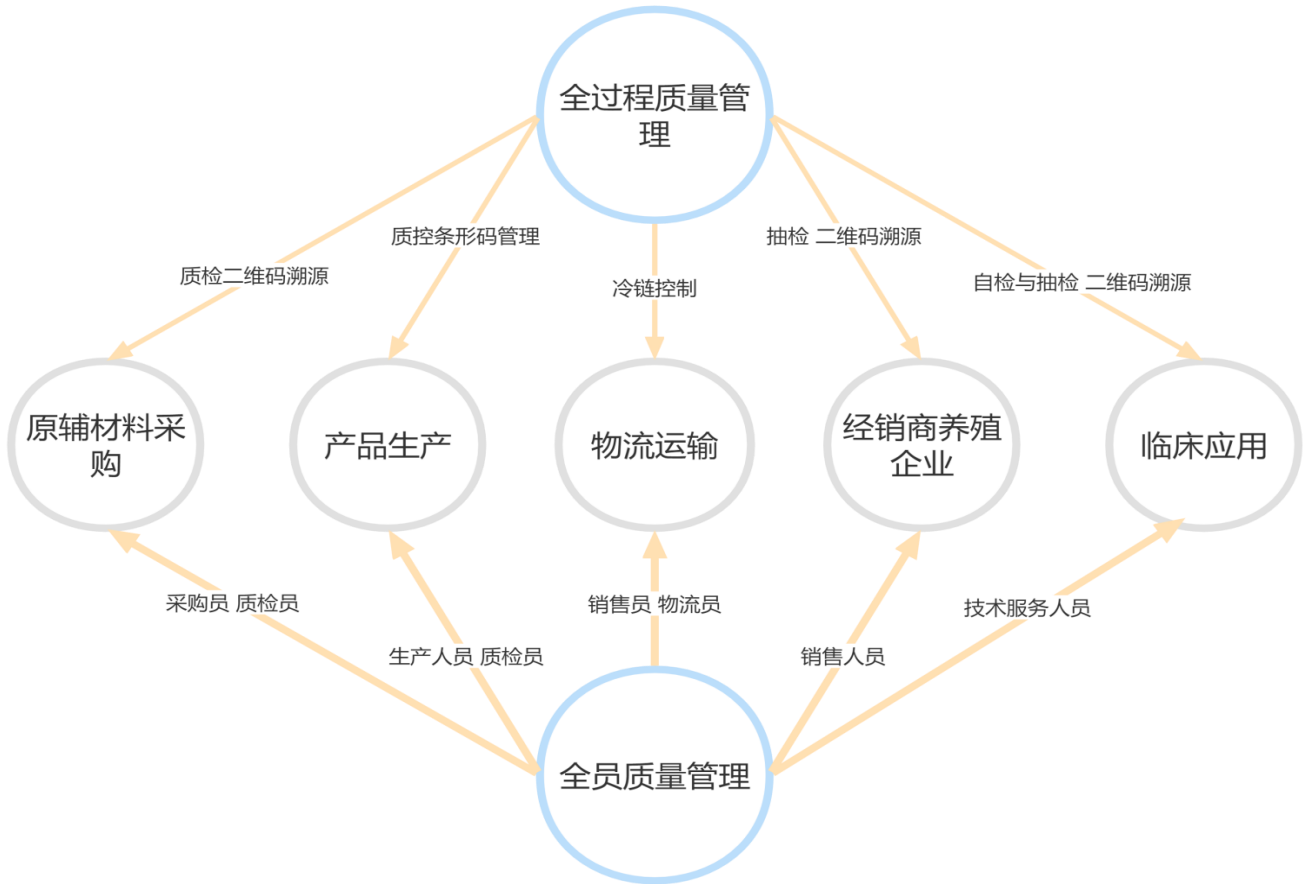 全过程质量管
理
质控条形码管理
抽检 二维码溯源
质检二维码溯源
冷链控制
自检与抽检 二维码溯源
原辅材料采
购
产品生产
物流运输
经销商养殖
企业
临床应用
采购员 质检员
销售员 物流员
技术服务人员
生产人员 质检员
销售人员
全员质量管理